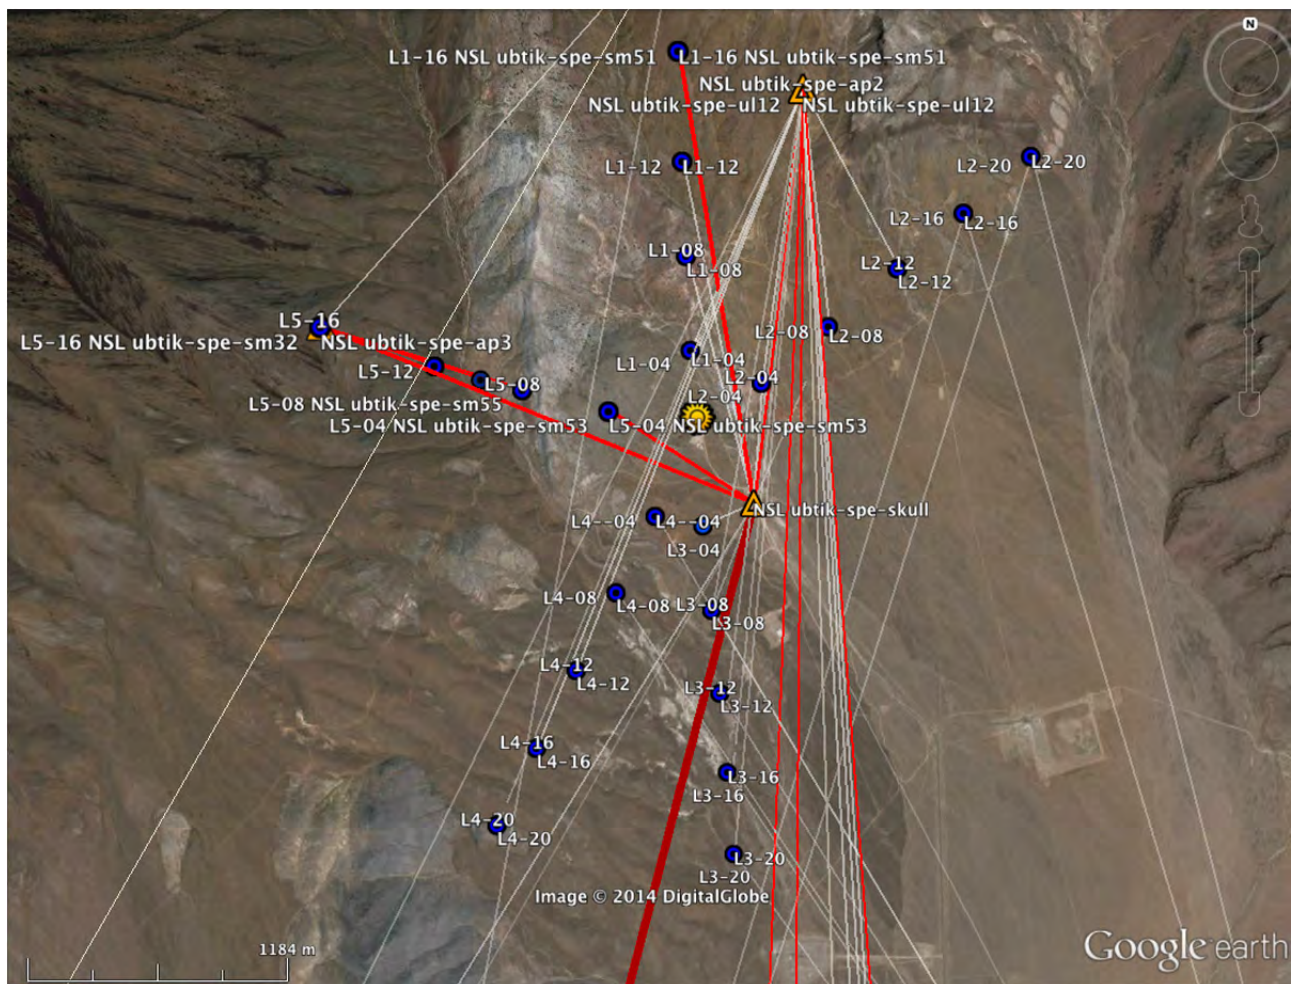 N
L1-16 NSL ubtik-spe-sm51
L1-16 NSL ubtik-spe-sm51
NSL ubtik-spe-ap2
NSL ubtik-spe-ul12
NSL ubtik-spe-ul12
L1-12
L1-12
L2-20
L2-20
L2-16
L2-16
L1-08
L1-08
L2-12
L2-12
L5-16
L2-08
L2-08
L5-16 NSL ubtik-spe-sm32
NSL ubtik-spe-ap3
L1-04
L1-04
L5-12
L5-08
L2-04
L2-04
L5-08 NSL ubtik-spe-sm55
L5-04 NSL ubtik-spe-sm53
L5-04 NSL ubtik-spe-sm53
NSL ubtik-spe-skull
L4--04
L4--04
L3-04
L4-08
L4-08
L3-08
L3-08
L4-12
L4-12
L3-12
L3-12
L4-16
L4-16
L3-16
L3-16
L4-20
L4-20
L3-20
L3-20
Image © 2014 DigitalGlobe
1184 m
Google earth